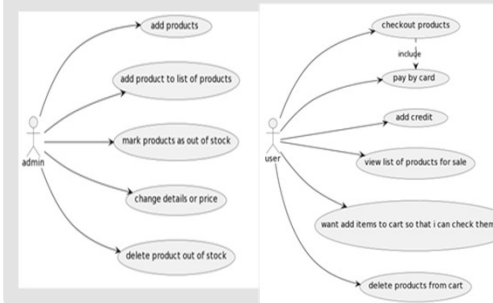 add products
add product to list of products
mark products as out of stock
admin
change details or price
delete product out of stock
checkout products
include
pay by card
add credit
user
view list of products for sale
want add items to cart so that i can check them
delete products from cart